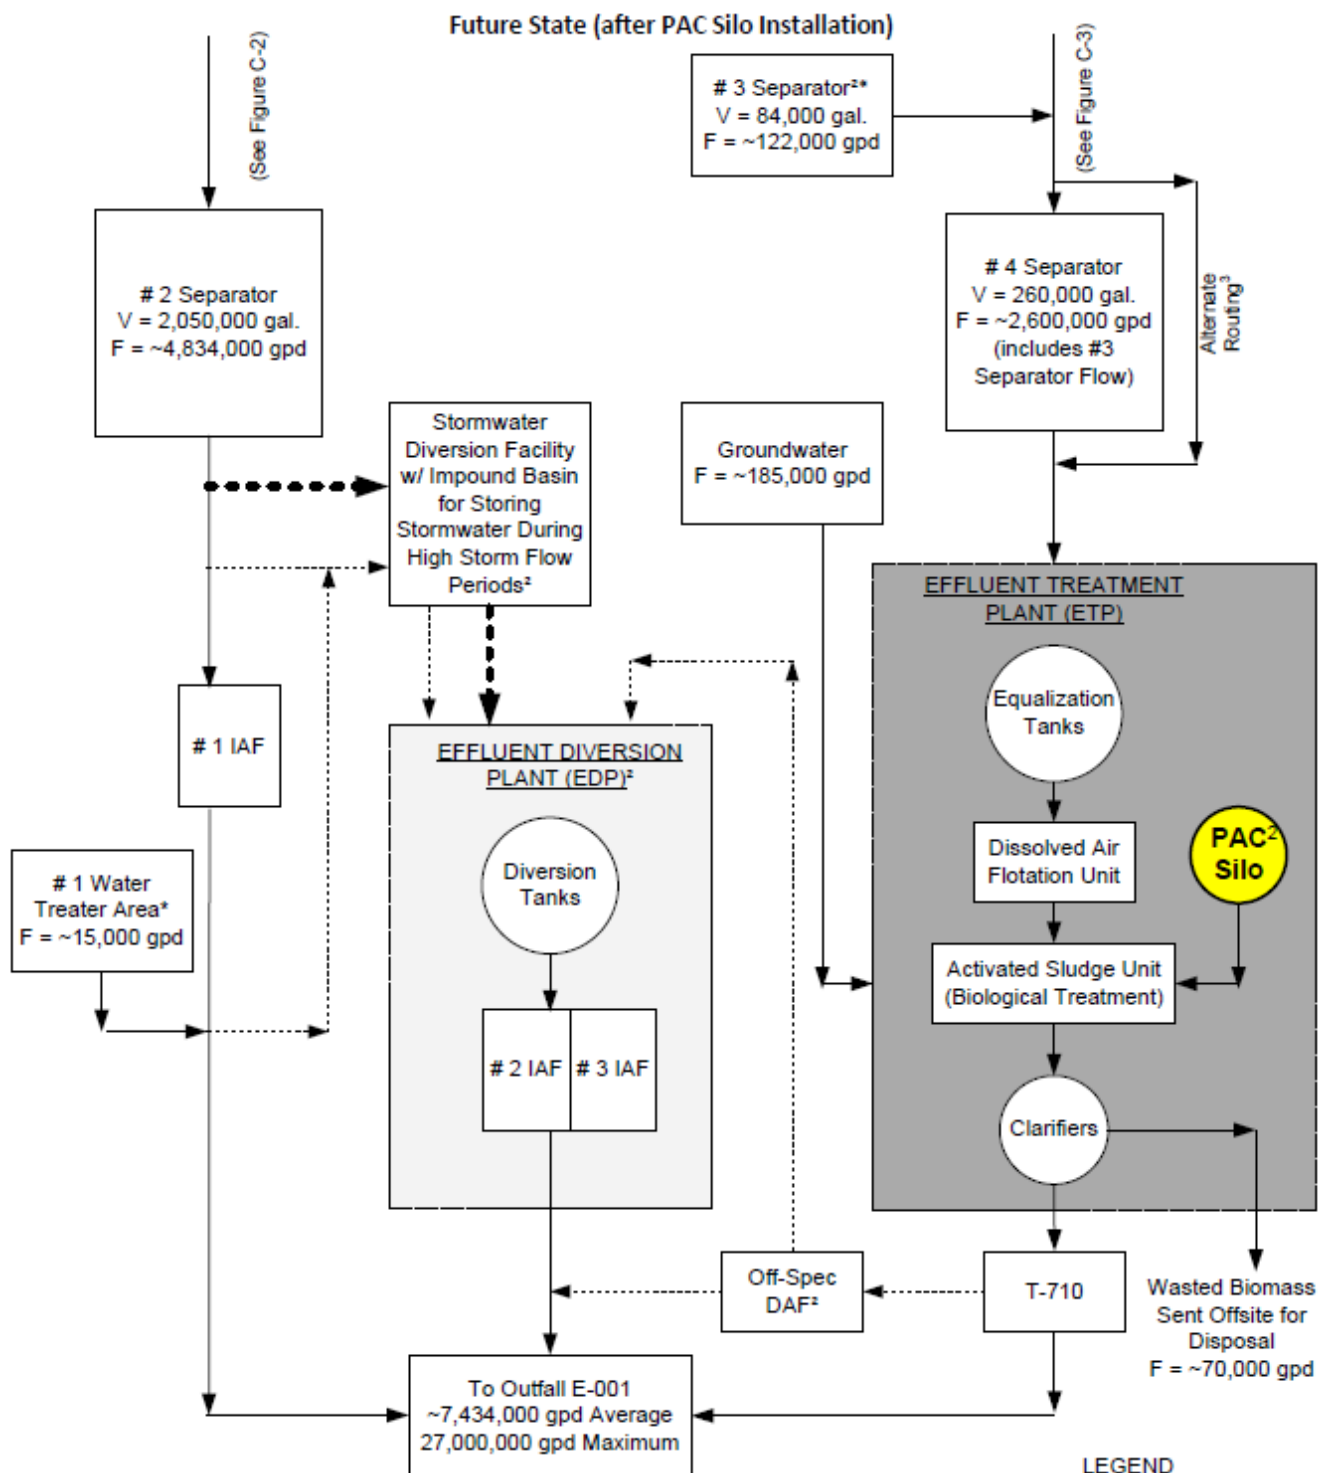 Future State (after PAC Silo Installation)
(See Figure C-2)
# 3 Separator²*
V = 84,000 gal.
F = ~122,000 gpd
(See Figure C-3)
# 2 Separator
V = 2,050,000 gal.
F = ~4,834,000 gpd
# 4 Separator
V = 260,000 gal.
F = ~2,600,000 gpd
(includes #3
Separator Flow)
Alternate
Routing³
Stormwater
Diversion Facility
w/ Impound Basin
for Storing
Stormwater During
High Storm Flow
Periods²
Groundwater
F = ~185,000 gpd
EFFLUENT TREATMENT
PLANT (ETP)
Equalization
Tanks
# 1 IAF
EFFLUENT DIVERSION
PLANT (EDP)²
Diversion
Tanks
Dissolved Air
Flotation Unit
PAC²
Silo
# 1 Water
Treater Area*
F = ~15,000 gpd
Activated Sludge Unit
(Biological Treatment)
# 2 IAF
# 3 IAF
Clarifiers
Off-Spec
DAF²
T-710
Wasted Biomass
Sent Offsite for
Disposal
F = ~70,000 gpd
To Outfall E-001
~7,434,000 gpd Average
27,000,000 gpd Maximum
LEGEND